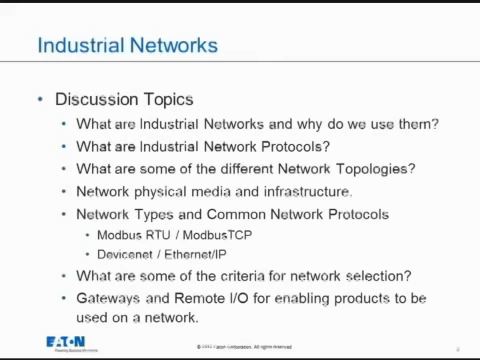 Industrial Networks
• Discussion Topics
• What are Industrial Networks and why do we use them?
• What are Industrial Network Protocols?
• What are some of the different Network Topologies?
• Network physical media and infrastructure.
• Network Types and Common Network Protocols
• Modbus RTU / ModbusTCP
• Devicenet / Ethernet/IP
• What are some of the criteria for network selection?
• Gateways and Remote I/O for enabling products to be
used on a network.
EATON
Powering Business Worldwide
Eaton Corporation. All rights reserved